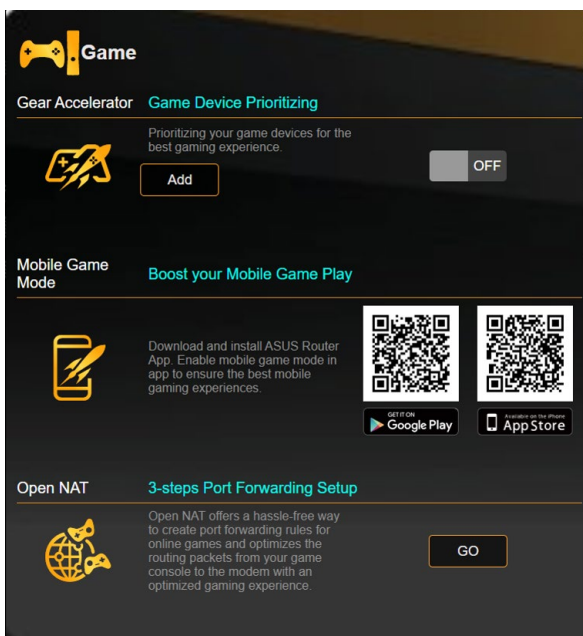 Game
Gear Accelerator
Game Device Prioritizing
Prioritizing your game devices for the
best gaming experience.
Add
OFF
Mobile Game
Mode
Boost your Mobile Game Play
Download and install ASUS Router
App. Enable mobile game mode in
app to ensure the best mobile
gaming experiences.
GET IT ON
Google Play
Available on the iPhone
App Store
Open NAT
3-steps Port Forwarding Setup
Open NAT offers a hassle-free way
to create port forwarding rules for
online games and optimizes the
routing packets from your game
console to the modem with an
optimized gaming experience.
GO